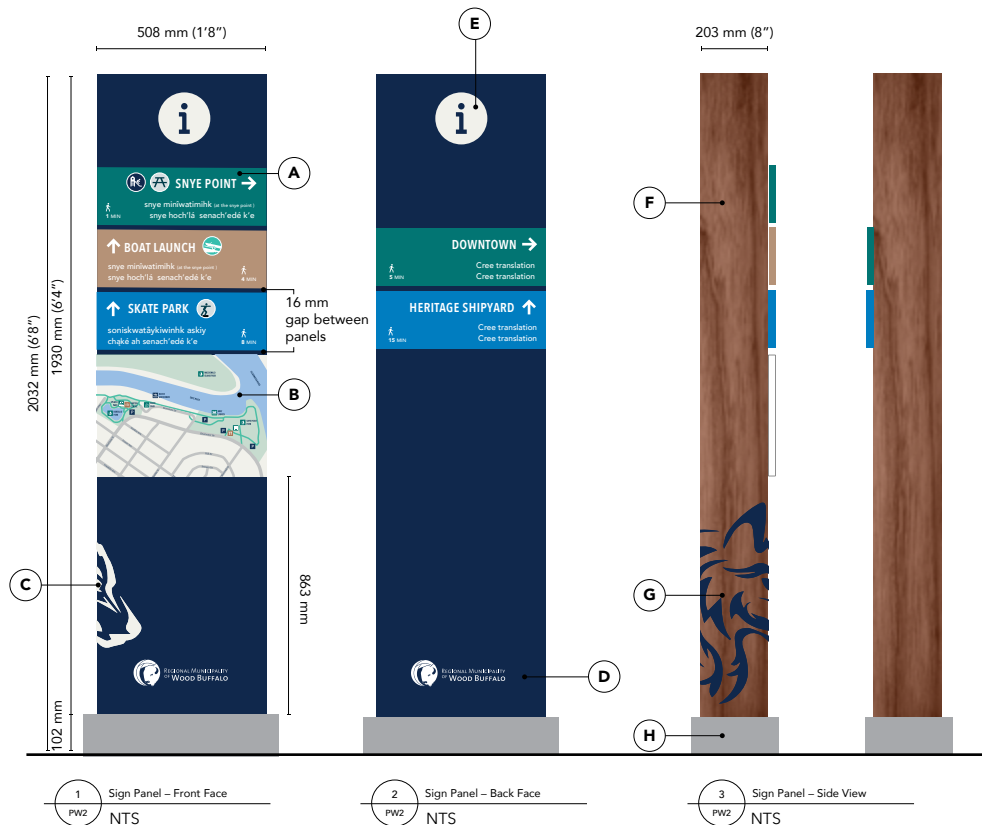 508 mm (1'8")
E
203 mm (8")
2032 mm (6'8")
1930 mm (6'4")
102 mm
i
SNYE POINT →
snye minîwatimihk (at the snye point)
snye hoch'lá senach'edé k'e
1 MIN
A
↑ BOAT LAUNCH
snye minîwatimihk (at the snye point)
snye hoch'lá senach'edé k'e
4 MIN
↑ SKATE PARK
soniskwatâykiwinhk askiy
chąké ah senach'edé k'e
8 MIN
16 mm
gap between
panels
B
P
P
P
P
C
863 mm
REGIONAL MUNICIPALITY
OF WOOD BUFFALO
i
DOWNTOWN →
Cree translation
Cree translation
5 MIN
HERITAGE SHIPYARD ↑
Cree translation
Cree translation
15 MIN
REGIONAL MUNICIPALITY
OF WOOD BUFFALO
D
F
G
H
1
PW2
Sign Panel – Front Face
NTS
2
PW2
Sign Panel – Back Face
NTS
3
PW2
Sign Panel – Side View
NTS